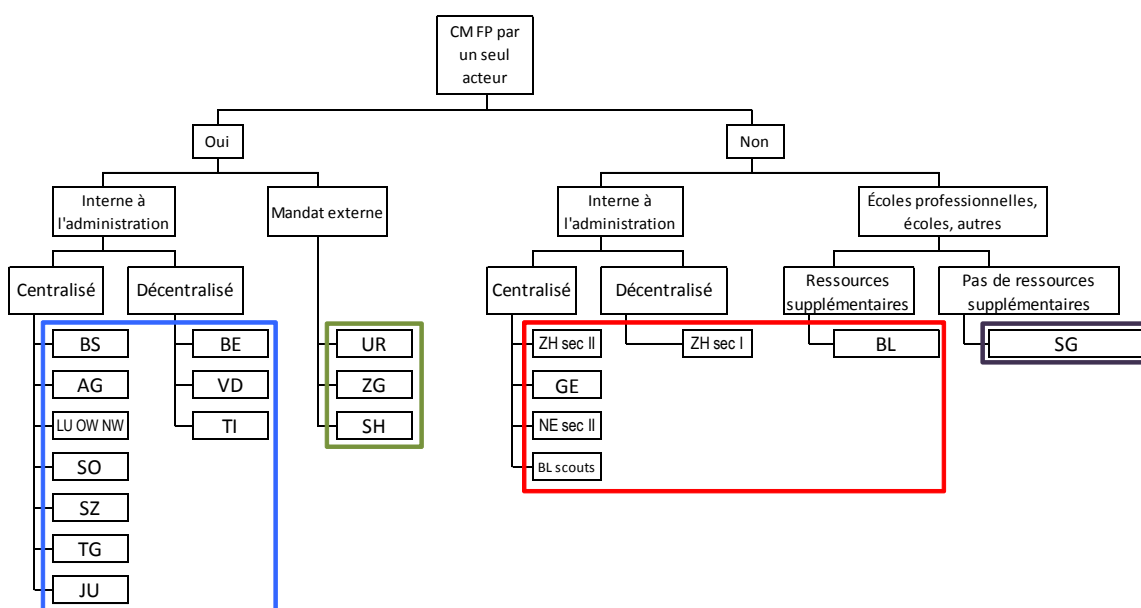 CM FP par
un seul
acteur
Oui
Non
Interne à
l'administration
Mandat externe
Interne à
l'administration
Écoles professionnelles,
écoles, autres
Centralisé
Décentralisé
Centralisé
Décentralisé
Ressources
supplémentaires
Pas de ressources
supplémentaires
BS
BE
UR
ZH sec II
ZH sec I
BL
SG
AG
VD
ZG
GE
LU OW NW
TI
SH
NE sec II
SO
BL scouts
SZ
TG
JU